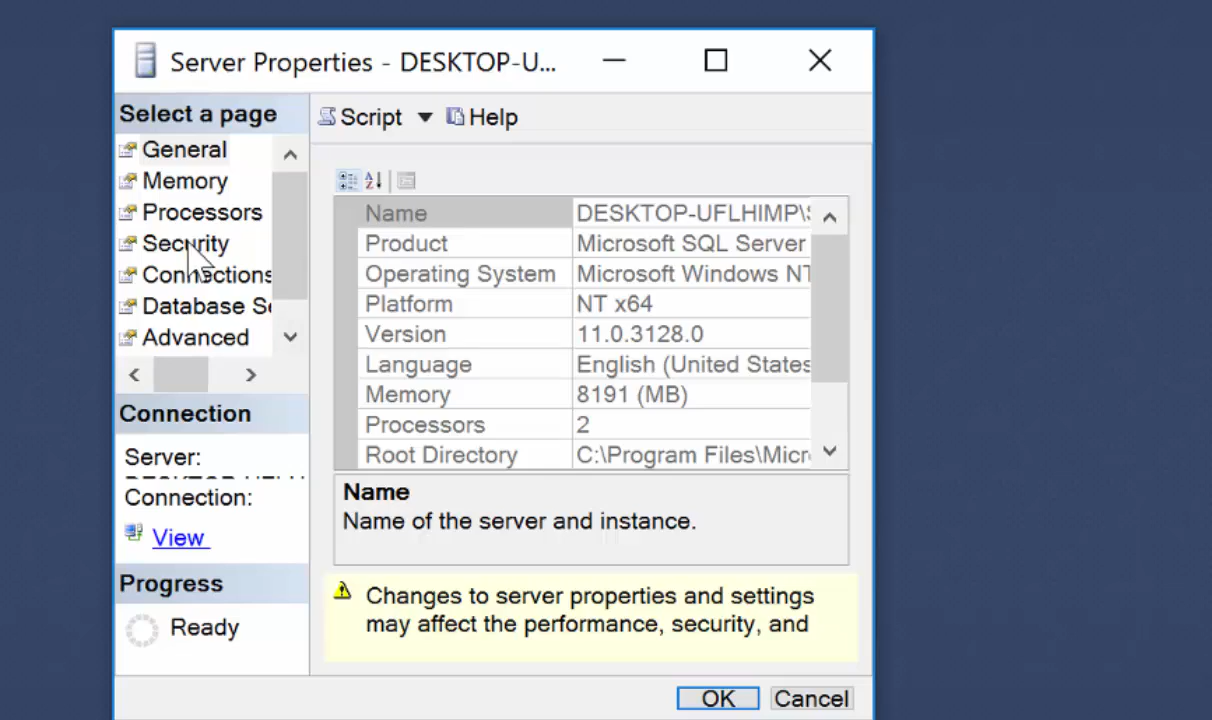 Server Properties - DESKTOP-U...
Select a page
General
Memory
Processors
Security
Connections
Database Se
Advanced
Connection
Server:
Connection:
View
Progress
Ready
Script Help
Name DESKTOP-UFLHIMP\S
Product Microsoft SQL Server
Operating System Microsoft Windows NT
Platform NT x64
Version 11.0.3128.0
Language English (United States
Memory 8191 (MB)
Processors 2
Root Directory C:\Program Files\Micro
Name
Name of the server and instance.
Changes to server properties and settings
may affect the performance, security, and
OK Cancel